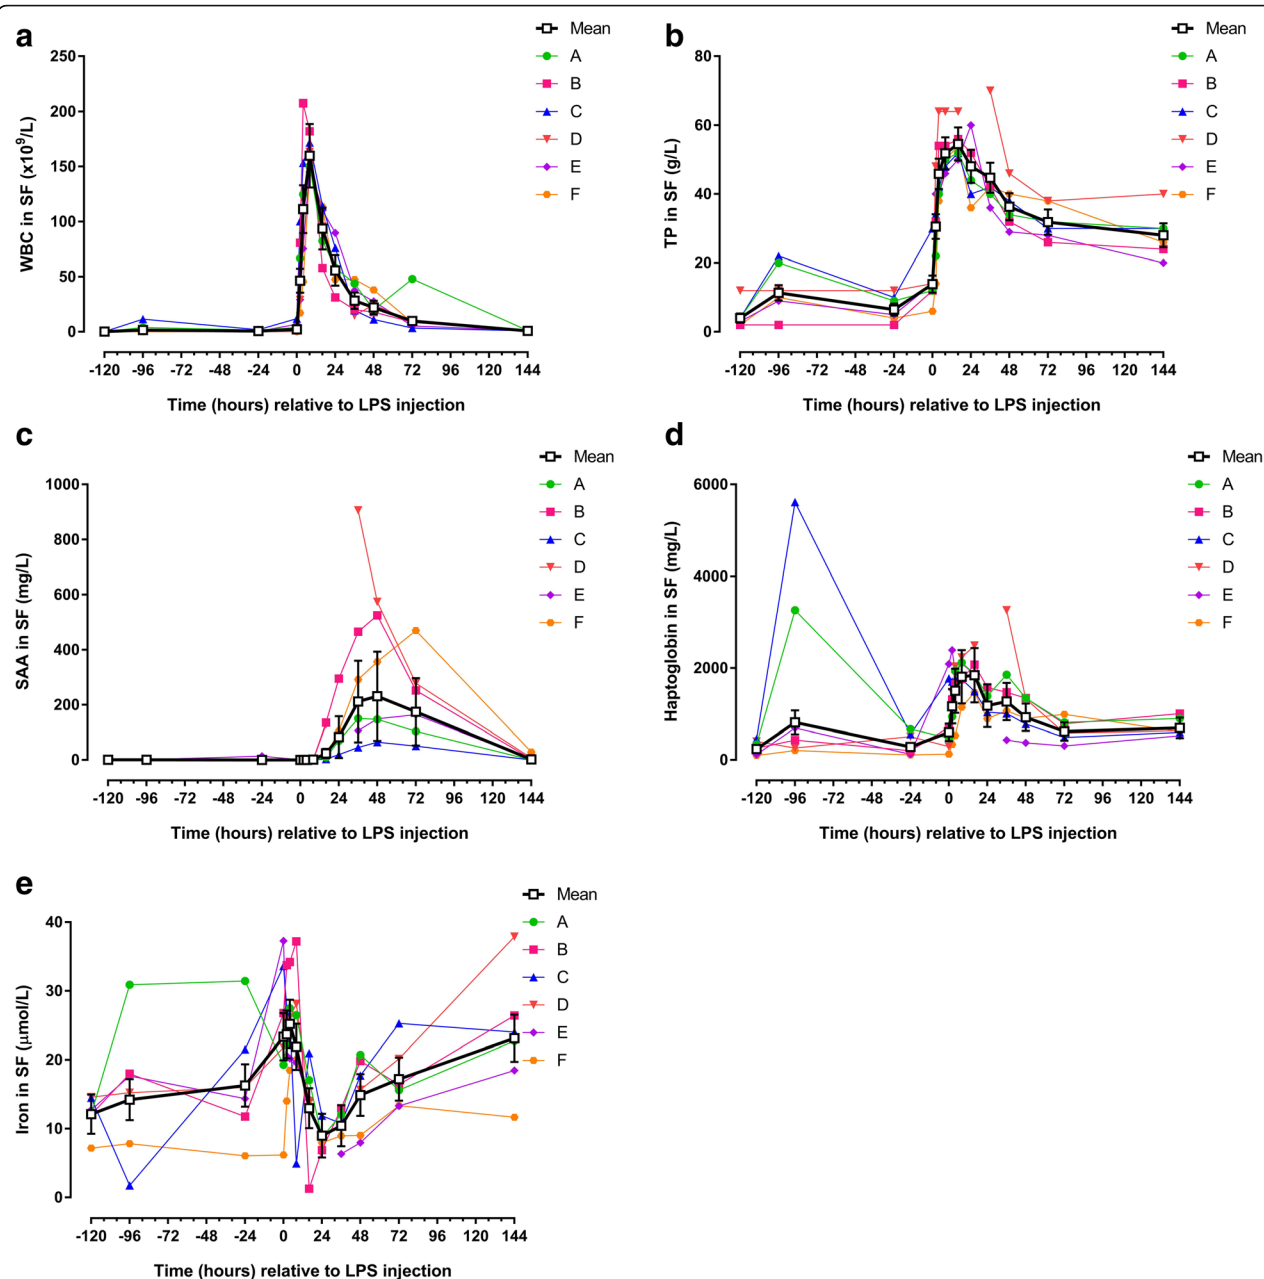 a
Mean
A
B
C
D
E
F
250
200
150
100
50
0
WBC in SF (x10⁹/L)
-120 -96 -72 -48 -24 0 24 48 72 96 120 144
Time (hours) relative to LPS injection
b
Mean
A
B
C
D
E
F
80
60
40
20
0
TP in SF (g/L)
-120 -96 -72 -48 -24 0 24 48 72 96 120 144
Time (hours) relative to LPS injection
c
Mean
A
B
C
D
E
F
1000
800
600
400
200
0
SAA in SF (mg/L)
-120 -96 -72 -48 -24 0 24 48 72 96 120 144
Time (hours) relative to LPS injection
d
Mean
A
B
C
D
E
F
6000
4000
2000
0
Haptoglobin in SF (mg/L)
-120 -96 -72 -48 -24 0 24 48 72 96 120 144
Time (hours) relative to LPS injection
e
Mean
A
B
C
D
E
F
40
30
20
10
0
Iron in SF (µmol/L)
-120 -96 -72 -48 -24 0 24 48 72 96 120 144
Time (hours) relative to LPS injection